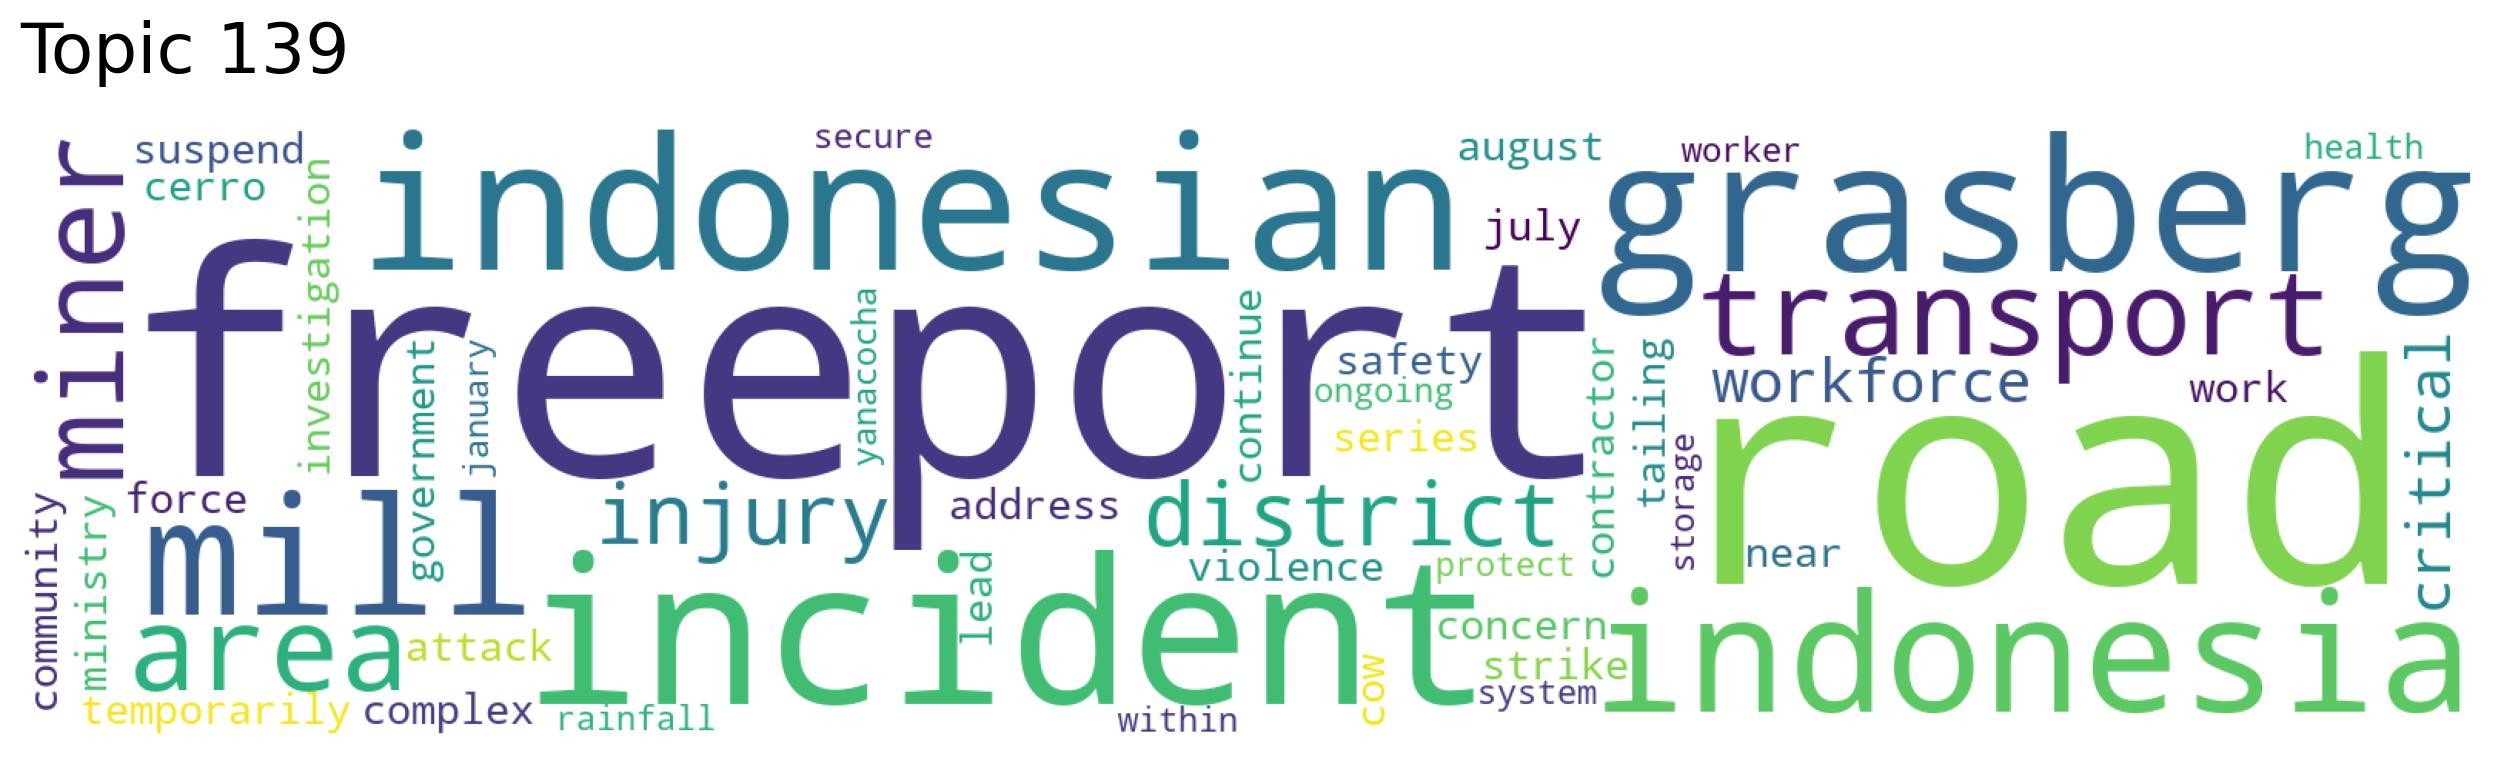 Topic 139
miner
suspend
cerro
investigation
indonesian
secure
august
july
worker
health
grasberg
freeport
transport
government
january
yanacocha
continue
safety
ongoing
series
contractor
tailing
storage
workforce
work
critical
road
near
community
ministry
force
mill
injury
address
district
violence
protect
area
attack
incident
lead
cow
concern
strike
system
indonesia
temporarily
complex
rainfall
within